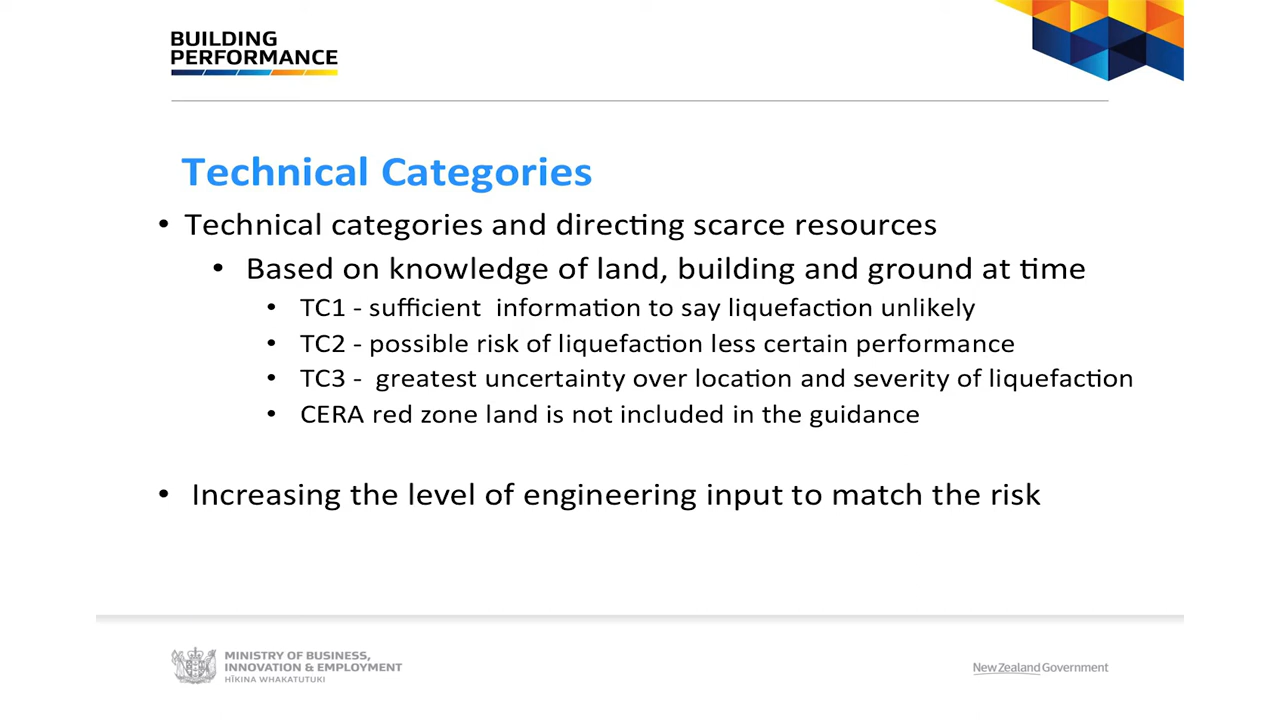 BUILDING
PERFORMANCE
Technical Categories
• Technical categories and directing scarce resources
• Based on knowledge of land, building and ground at time
• TC1 - sufficient  information to say liquefaction unlikely
• TC2 - possible risk of liquefaction less certain performance
• TC3 -  greatest uncertainty over location and severity of liquefaction
• CERA red zone land is not included in the guidance
• Increasing the level of engineering input to match the risk
MINISTRY OF BUSINESS,
INNOVATION & EMPLOYMENT
HĪKINA WHAKATUTUKI
New Zealand Government